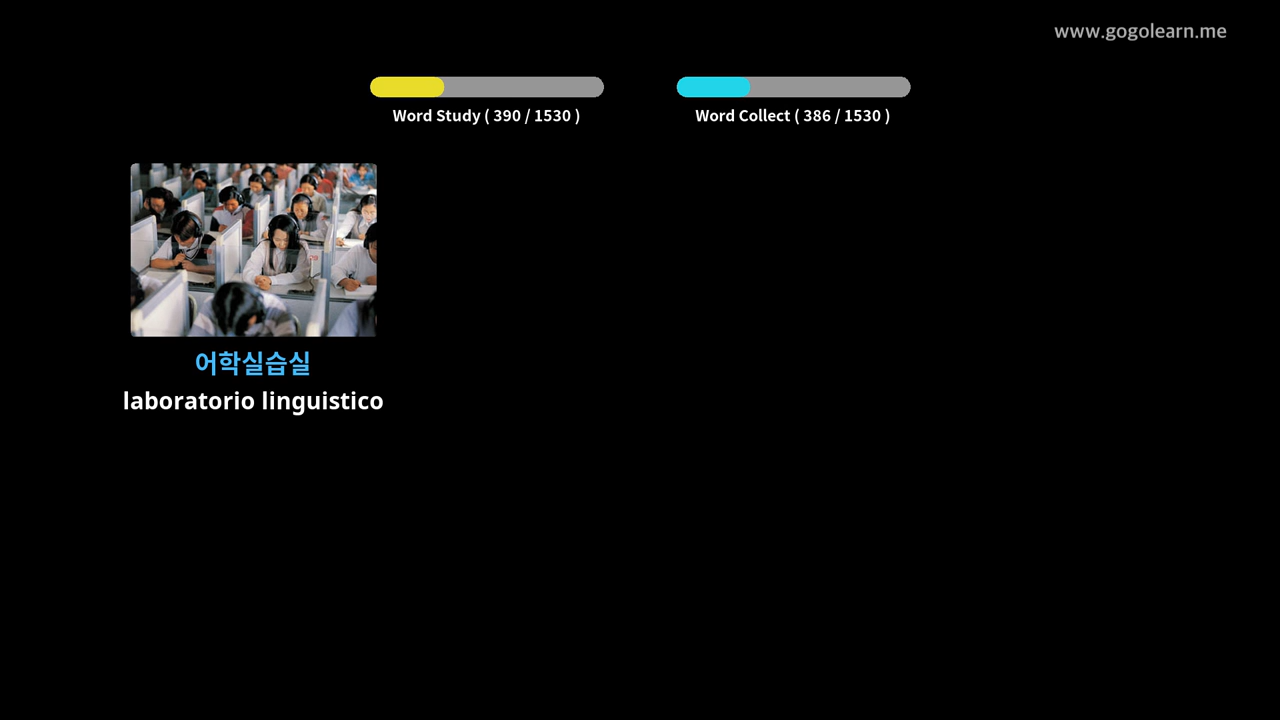 www.gogolearn.me
Word Study ( 390 / 1530 )
Word Collect ( 386 / 1530 )
어학실습실
laboratorio linguistico